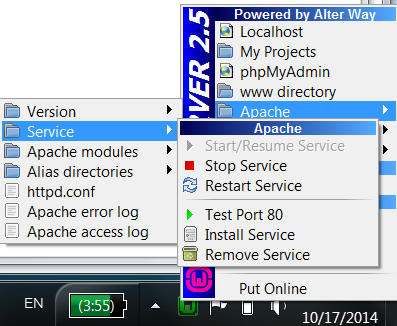 Powered by Alter Way
RVER 2.5
Localhost
My Projects
phpMyAdmin
www directory
Apache
Version
Service
Apache modules
Alias directories
httpd.conf
Apache error log
Apache access log
Apache
Start/Resume Service
Stop Service
Restart Service
Test Port 80
Install Service
Remove Service
Put Online
EN
(3:55)
10/17/2014